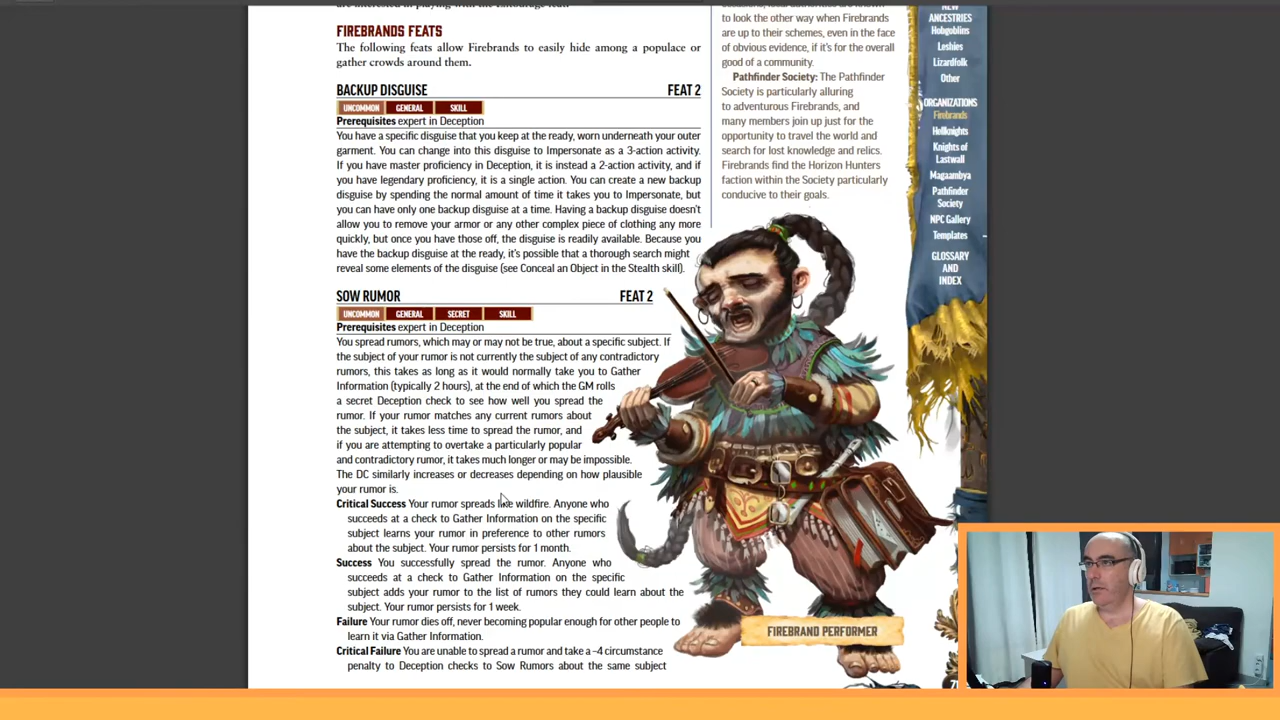 FIREBRANDS FEATS
The following feats allow Firebrands to easily hide among a populace or
gather crowds around them.
BACKUP DISGUISE FEAT 2
UNCOMMON GENERAL SKILL
Prerequisites expert in Deception
You have a specific disguise that you keep at the ready, worn underneath your outer
garment. You can change into this disguise to Impersonate as a 3-action activity.
If you have master proficiency in Deception, it is instead a 2-action activity, and if
you have legendary proficiency, it is a single action. You can create a new backup
disguise by spending the normal amount of time it takes you to Impersonate, but
you can have only one backup disguise at a time. Having a backup disguise doesn't
allow you to remove your armor or any other complex piece of clothing any more
quickly, but once you have those off, the disguise is readily available. Because you
have the backup disguise at the ready, it's possible that a thorough search might
reveal some elements of the disguise (see Conceal an Object in the Stealth skill).
SOW RUMOR FEAT 2
UNCOMMON GENERAL SECRET SKILL
Prerequisites expert in Deception
You spread rumors, which may or may not be true, about a specific subject. If
the subject of your rumor is not currently the subject of any contradictory
rumors, this takes as long as it would normally take you to Gather
Information (typically 2 hours), at the end of which the GM rolls
a secret Deception check to see how well you spread the
rumor. If your rumor matches any current rumors about
the subject, it takes less time to spread the rumor, and
if you are attempting to overtake a particularly popular
and contradictory rumor, it takes much longer or may be impossible.
The DC similarly increases or decreases depending on how plausible
your rumor is.
Critical Success Your rumor spreads like wildfire. Anyone who
succeeds at a check to Gather Information on the specific
subject learns your rumor in preference to other rumors
about the subject. Your rumor persists for 1 month.
Success You successfully spread the rumor. Anyone who
succeeds at a check to Gather Information on the specific
subject adds your rumor to the list of rumors they could learn about the
subject. Your rumor persists for 1 week.
Failure Your rumor dies off, never becoming popular enough for other people to
learn it via Gather Information.
Critical Failure You are unable to spread a rumor and take a –4 circumstance
penalty to Deception checks to Sow Rumors about the same subject
to look the other way when Firebrands
are up to their schemes, even in the face
of obvious evidence, if it's for the overall
good of a community.
Pathfinder Society: The Pathfinder
Society is particularly alluring
to adventurous Firebrands, and
many members join up just for the
opportunity to travel the world and
search for lost knowledge and relics.
Firebrands find the Horizon Hunters
faction within the Society particularly
conducive to their goals.
FIREBRAND PERFORMER
NEW
ANCESTRIES
Hobgoblins
Leshies
Lizardfolk
Other
ORGANIZATIONS
Firebrands
Hellknights
Knights of
Lastwall
Magaambya
Pathfinder
Society
NPC Gallery
Templates
GLOSSARY
AND
INDEX